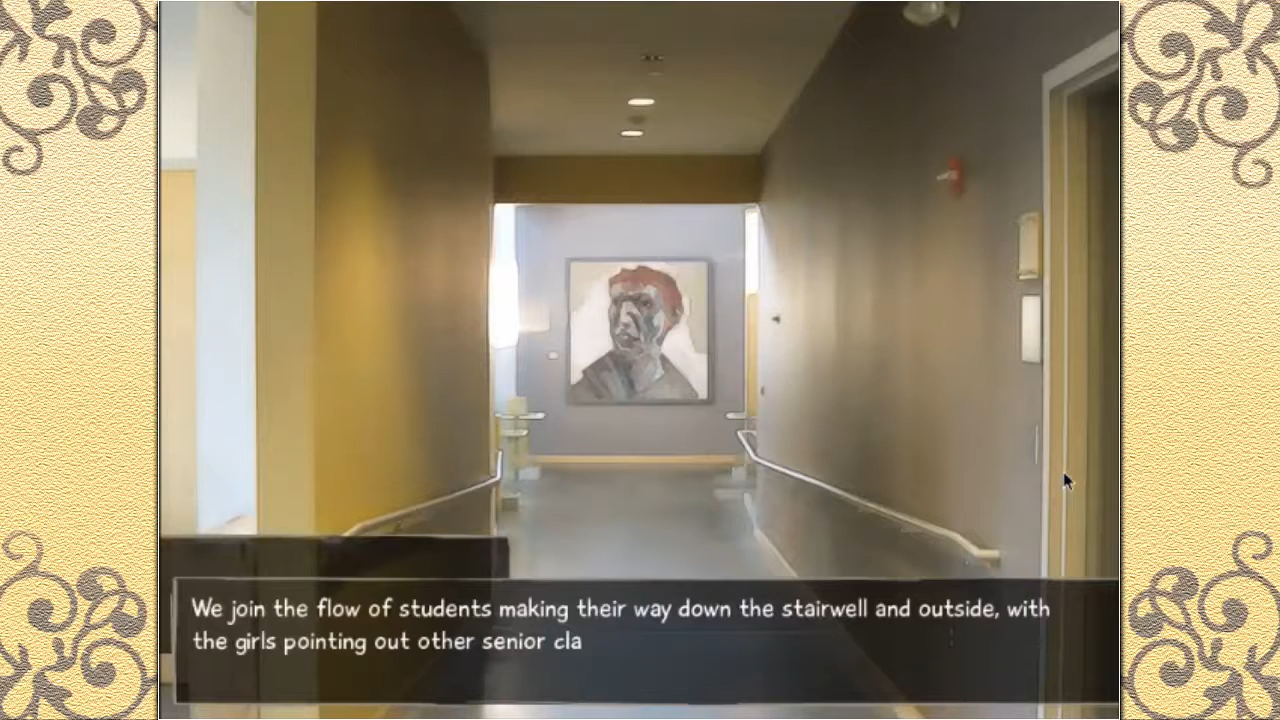 We join the flow of students making their way down the stairwell and outside, with
the girls pointing out other senior cla